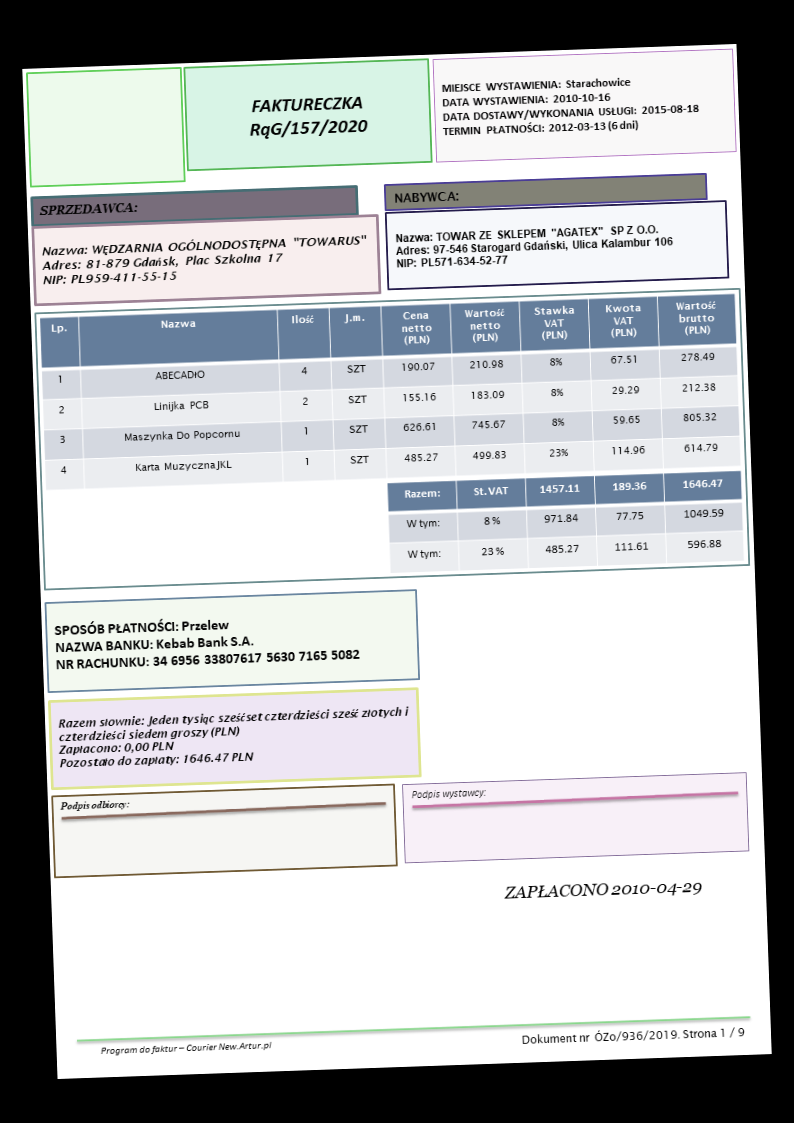 FAKTURECZKA
RąG/157/2020
MIEJSCE WYSTAWIENIA: Starachowice
DATA WYSTAWIENIA: 2010-10-16
DATA DOSTAWY/WYKONANIA USŁUGI: 2015-08-18
TERMIN PŁATNOŚCI: 2012-03-13 (6 dni)
SPRZEDAWCA:
Nazwa: WĘDZARNIA OGÓLNODOSTĘPNA "TOWARUS"
Adres: 81-879 Gdańsk, Plac Szkolna 17
NIP: PL959-411-55-15
NABYWCA:
Nazwa: TOWAR ZE SKLEPEM "AGATEX" SP Z O.O.
Adres: 97-546 Starogard Gdański, Ulica Kalambur 106
NIP: PL571-634-52-77
Lp. Nazwa Ilość J.m. Cena netto (PLN) Wartość netto (PLN) Stawka VAT (PLN) Kwota VAT (PLN) Wartość brutto (PLN)
1 ABECADŁO 4 SZT 190.07 210.98 8% 67.51 278.49
2 Linijka PCB 2 SZT 155.16 183.09 8% 29.29 212.38
3 Maszynka Do Popcornu 1 SZT 626.61 745.67 8% 59.65 805.32
4 Karta MuzycznaJKL 1 SZT 485.27 499.83 23% 114.96 614.79
Razem: St.VAT 1457.11 189.36 1646.47
W tym: 8% 971.84 77.75 1049.59
W tym: 23% 485.27 111.61 596.88
SPOSÓB PŁATNOŚCI: Przelew
NAZWA BANKU: Kebab Bank S.A.
NR RACHUNKU: 34 6956 33807617 5630 7165 5082
Razem słownie: Jeden tysiąc sześćset czterdzieści sześć złotych i
czterdzieści siedem groszy (PLN)
Zapłacono: 0,00 PLN
Pozostało do zapłaty: 1646.47 PLN
Podpis odbiorcy:
Podpis wystawcy:
ZAPŁACONO 2010-04-29
Program do faktur – Courier New.Artur.pl
Dokument nr ÓZo/936/2019. Strona 1 / 9